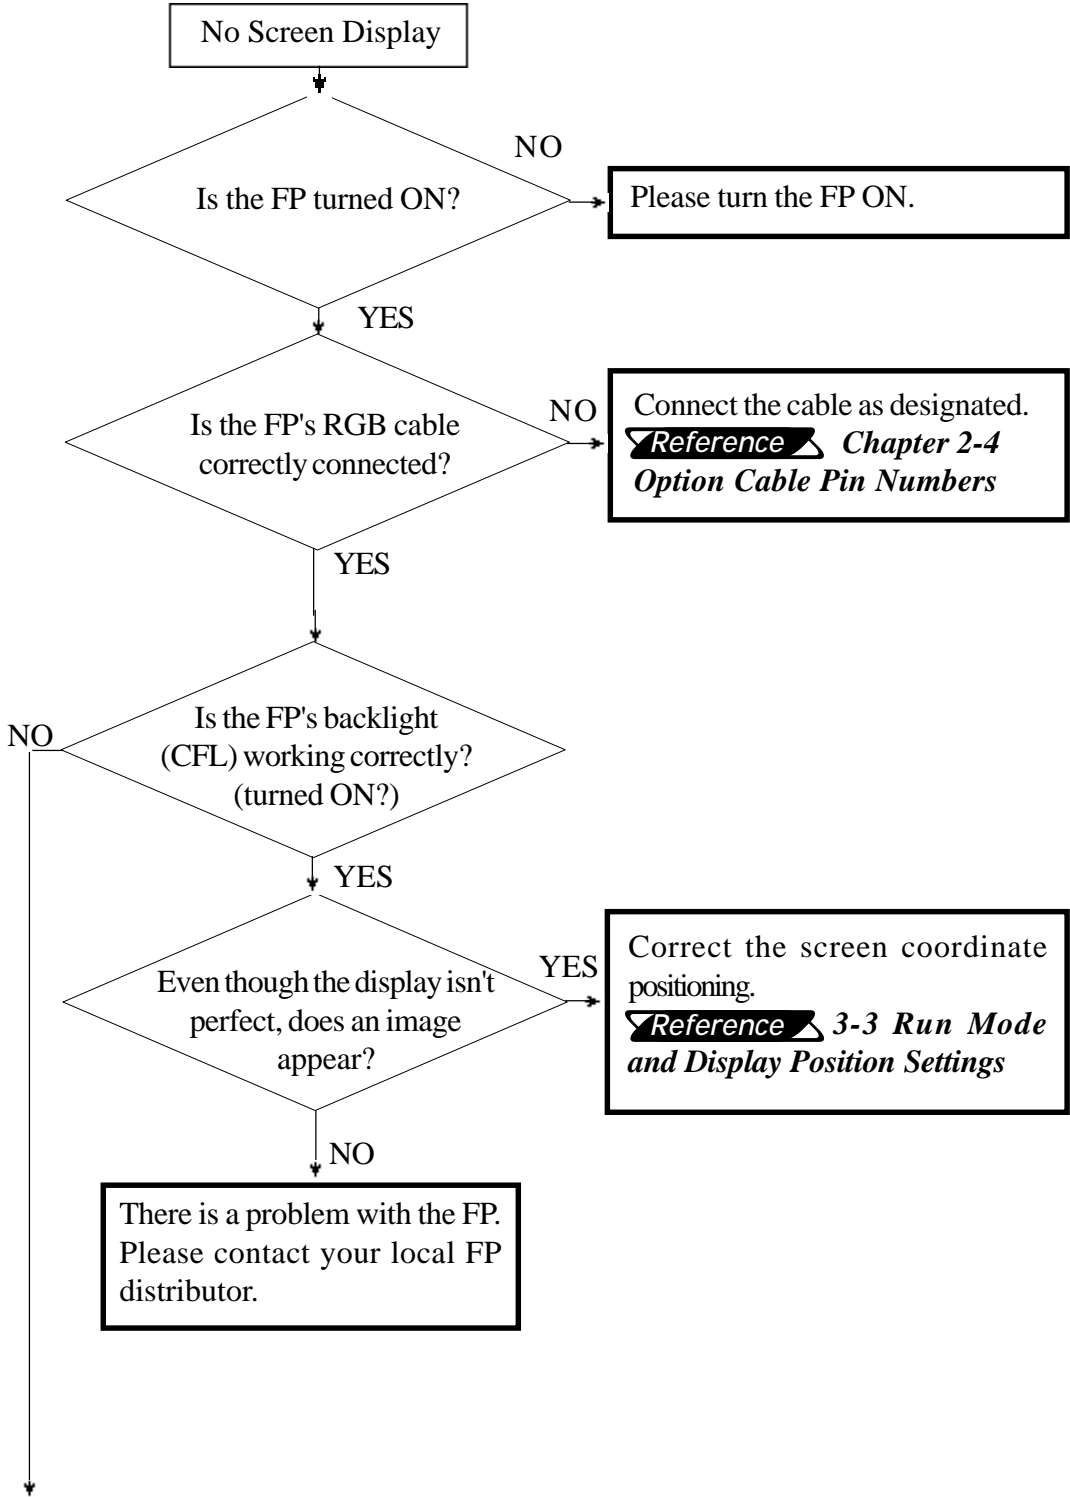 No Screen Display
NO
Is the FP turned ON?
Please turn the FP ON.
YES
Is the FP's RGB cable
correctly connected?
NO
Connect the cable as designated.
Reference Chapter 2-4
Option Cable Pin Numbers
YES
NO
Is the FP's backlight
(CFL) working correctly?
(turned ON?)
YES
Even though the display isn't
perfect, does an image
appear?
YES
Correct the screen coordinate
positioning.
Reference 3-3 Run Mode
and Display Position Settings
NO
There is a problem with the FP.
Please contact your local FP
distributor.